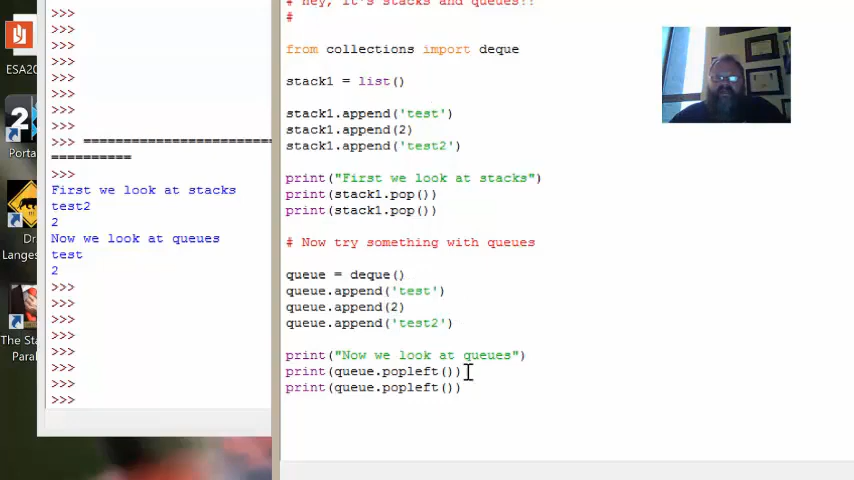 ESA20
Porta
Dr
Langes
The Sta
Paral
>>>
>>>
>>>
>>>
>>>
>>>
>>>
>>>
>>> ========================
==========
>>>
First we look at stacks
test2
2
Now we look at queues
test
2
>>>
>>>
>>>
>>>
>>>
>>>
>>>
>>>
# hey, it's stacks and queues!!
#
from collections import deque
stack1 = list()
stack1.append('test')
stack1.append(2)
stack1.append('test2')
print("First we look at stacks")
print(stack1.pop())
print(stack1.pop())
# Now try something with queues
queue = deque()
queue.append('test')
queue.append(2)
queue.append('test2')
print("Now we look at queues")
print(queue.popleft())
print(queue.popleft())